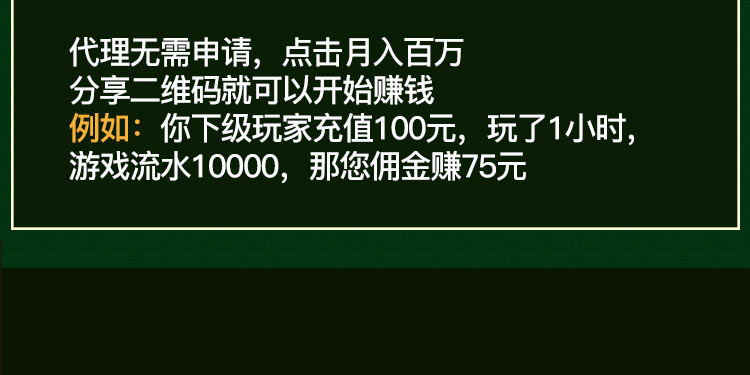 代理无需申请，点击月入百万
分享二维码就可以开始赚钱
例如：你下级玩家充值100元，玩了1小时，
游戏流水10000，那您佣金赚75元